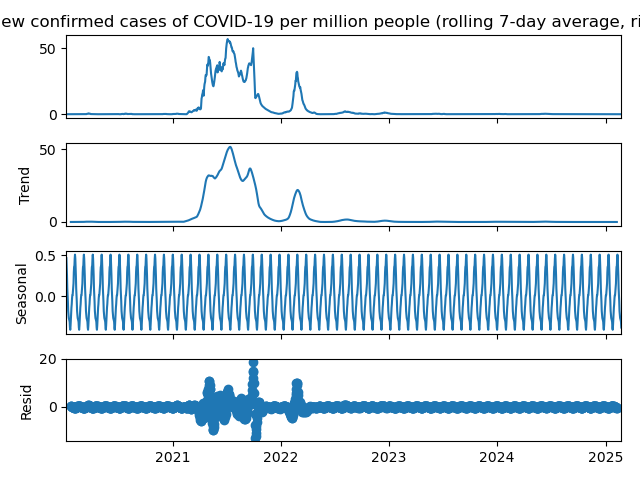 ew confirmed cases of COVID-19 per million people (rolling 7-day average, ri
50
0
Trend
50
0
Seasonal
0.5
0.0
Resid
20
0
2021 2022 2023 2024 2025